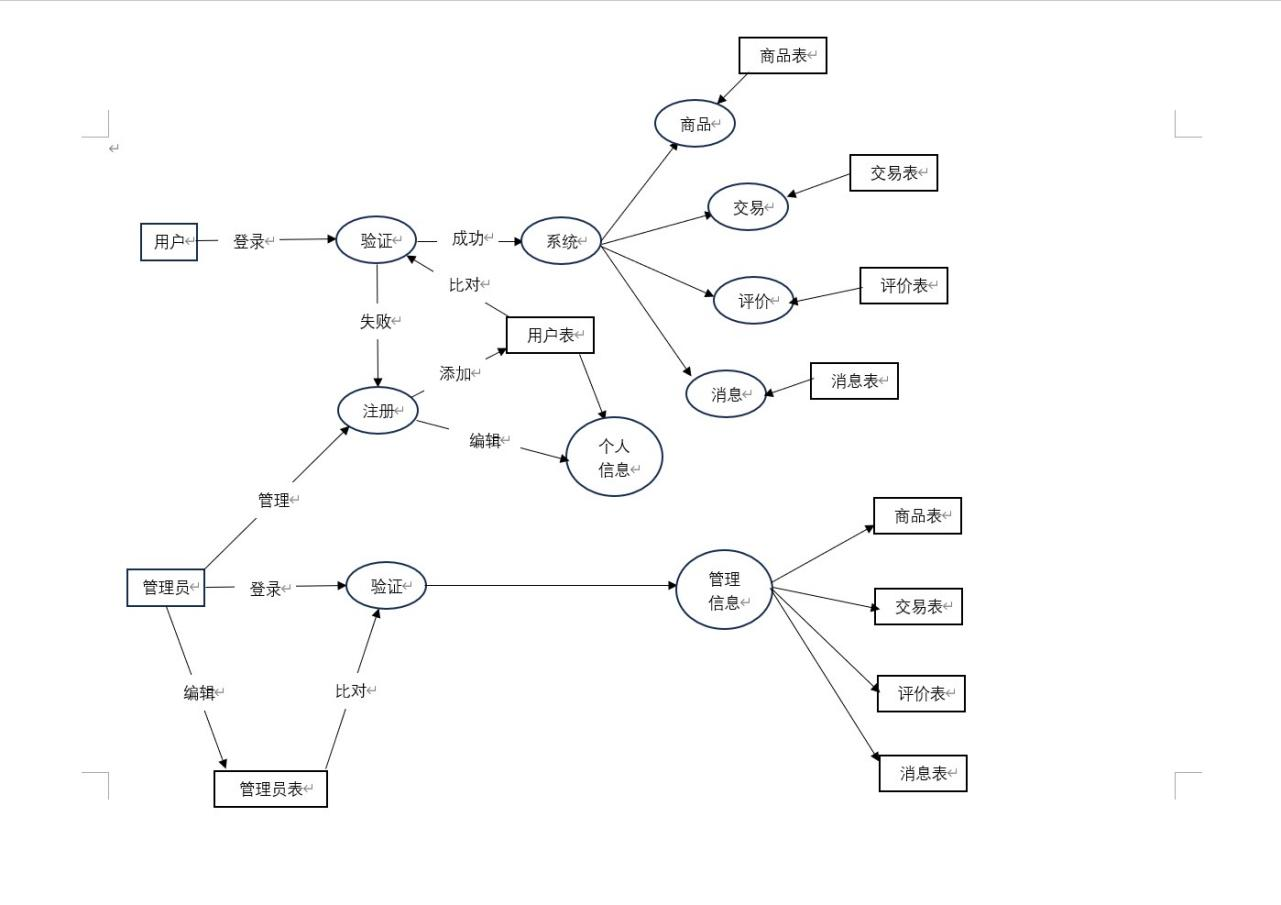 商品表
商品
交易表
交易
用户
登录
验证
成功
系统
比对
评价表
评价
失败
用户表
添加
消息表
消息
注册
编辑
个人
信息
管理
商品表
管理员
登录
验证
管理
信息
交易表
编辑
比对
评价表
消息表
管理员表